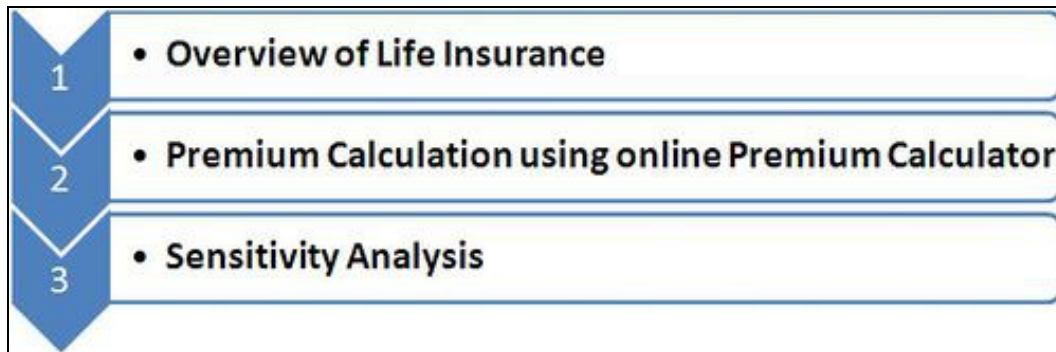 1 • Overview of Life Insurance
2 • Premium Calculation using online Premium Calculator
3 • Sensitivity Analysis